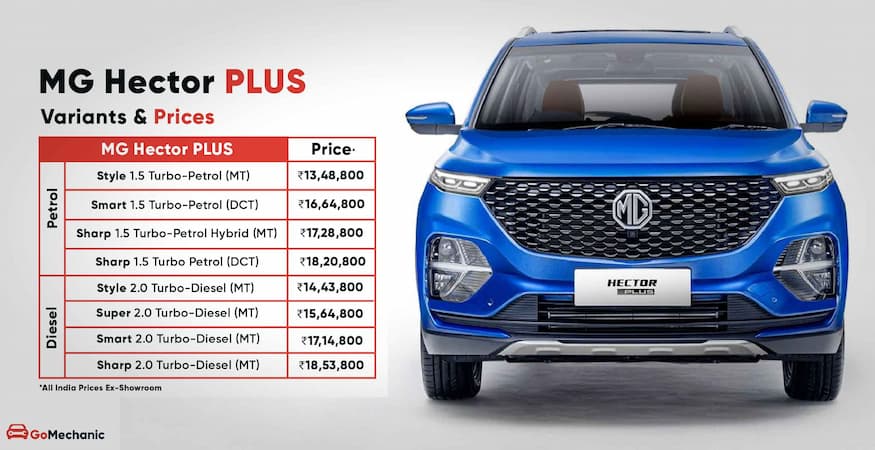 MG Hector PLUS
Variants & Prices
MG Hector PLUS Price*
Petrol
Style 1.5 Turbo-Petrol (MT) ₹13,48,800
Smart 1.5 Turbo-Petrol (DCT) ₹16,64,800
Sharp 1.5 Turbo-Petrol Hybrid (MT) ₹17,28,800
Sharp 1.5 Turbo Petrol (DCT) ₹18,20,800
Diesel
Style 2.0 Turbo-Diesel (MT) ₹14,43,800
Super 2.0 Turbo-Diesel (MT) ₹15,64,800
Smart 2.0 Turbo-Diesel (MT) ₹17,14,800
Sharp 2.0 Turbo-Diesel (MT) ₹18,53,800
*All India Prices Ex-Showroom
GoMechanic
MG
HECTOR
PLUS